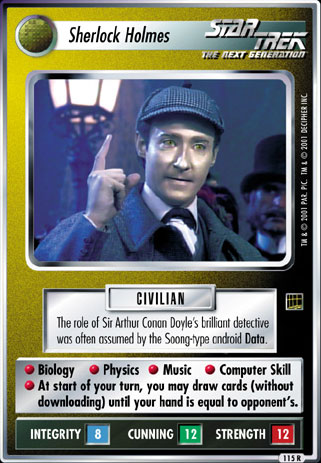 Sherlock Holmes
STAR TREK
THE NEXT GENERATION
TM & © 2001 PAR. P.C. TM & © 2001 DECIPHER INC.
CIVILIAN
The role of Sir Arthur Conan Doyle's brilliant detective
was often assumed by the Soong-type android Data.
• Biology • Physics • Music • Computer Skill
• At start of your turn, you may draw cards (without
downloading) until your hand is equal to opponent's.
INTEGRITY 8 CUNNING 12 STRENGTH 12
115 R